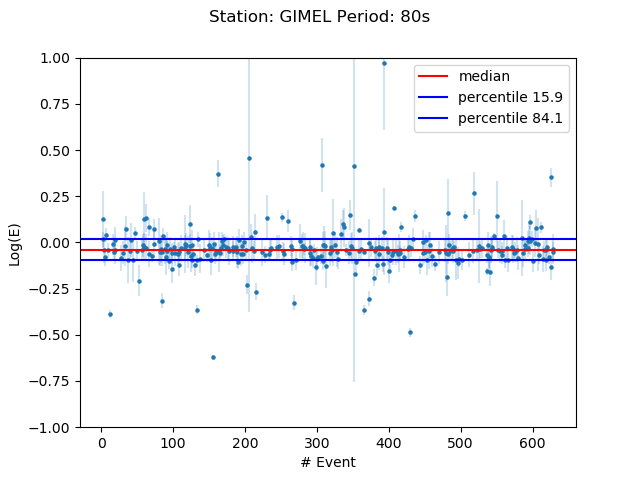 Station: GIMEL Period: 80s
1.00
0.75
0.50
0.25
0.00
−0.25
−0.50
−0.75
−1.00
Log(E)
median
percentile 15.9
percentile 84.1
0 100 200 300 400 500 600
# Event